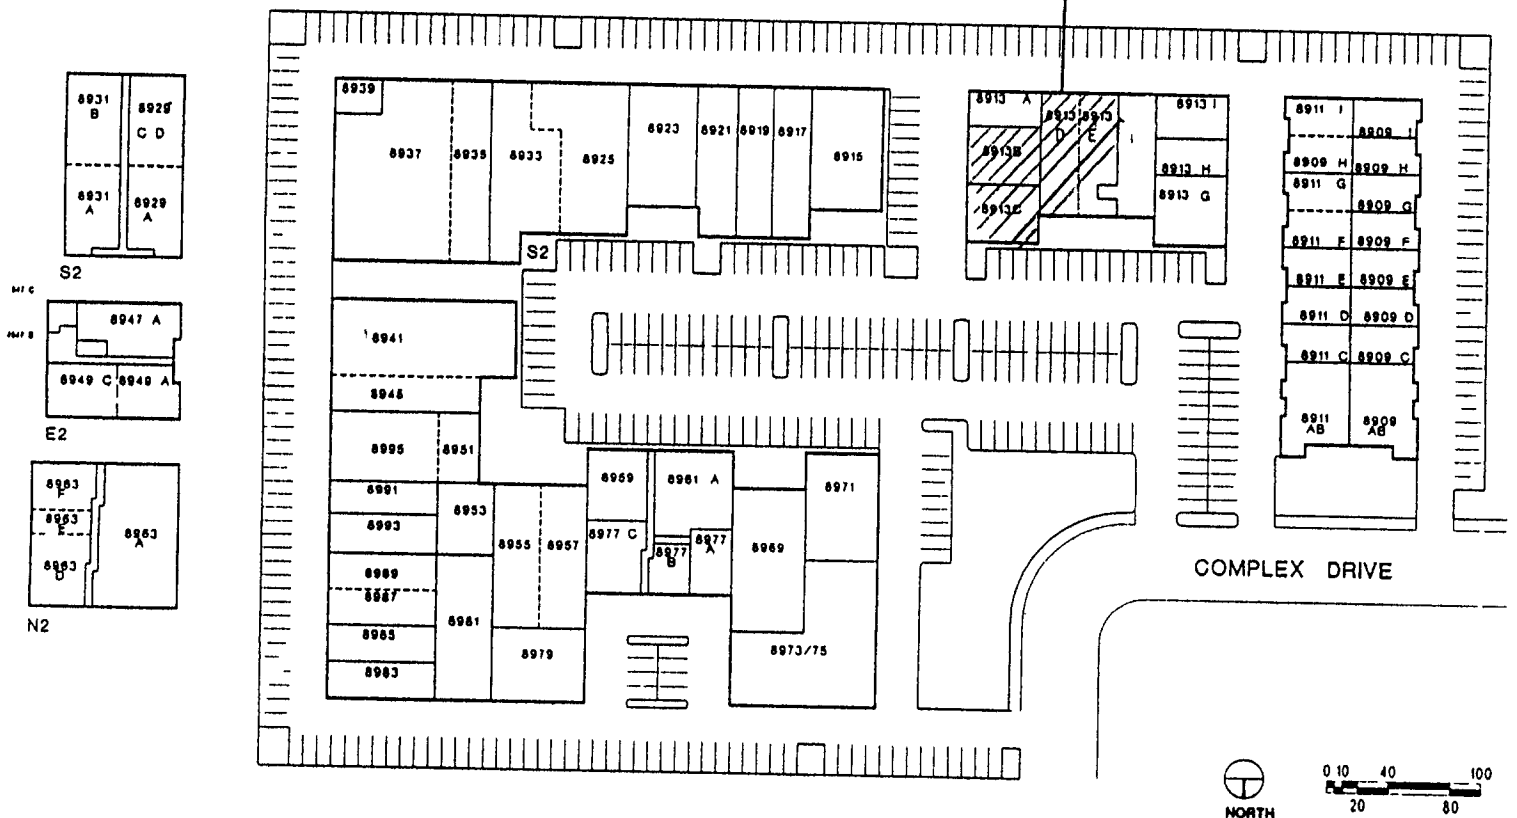 8931 B
8929 C D
8931 A
8929 A
S2
8947 A
8949 C
8949 A
E2
8963 F
8963 E
8963 D
8963 A
N2
8939
8937
8935
8933
8925
8923
8921
8919
8917
8915
S2
8941
8945
8995
8951
8991
8993
8953
8989
8987
8985
8983
8981
8955
8957
8979
8959
8961 A
8977 C
8977 B
8977 A
8969
8971
8973/75
8913 A
8913B
8913C
8913 D
8913 E
8913 I
8913 H
8913 G
8911 I
8909 I
8909 H
8909 H
8911 G
8909 G
8911 F
8909 F
8911 E
8909 E
8911 D
8909 D
8911 C
8909 C
8911 AB
8909 AB
COMPLEX DRIVE
NORTH
0 10 40 100
20 80